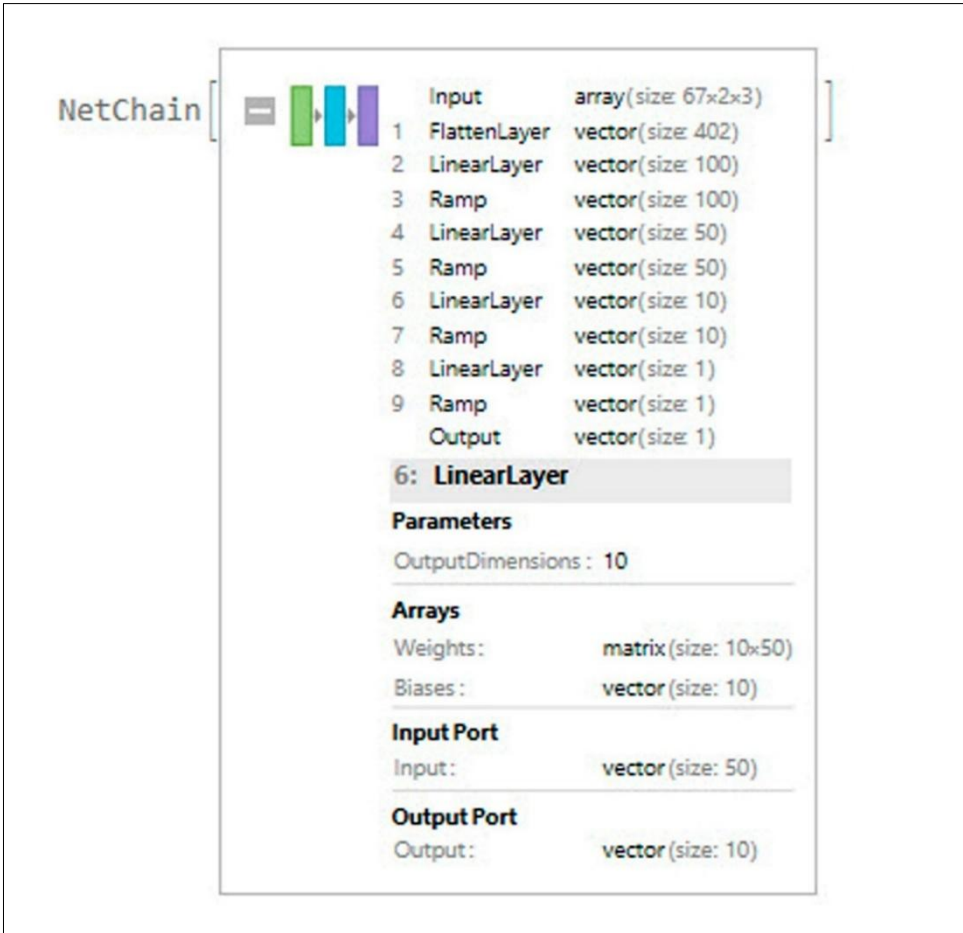 NetChain[
Input array(size: 67×2×3)
]
1 FlattenLayer vector(size: 402)
2 LinearLayer vector(size: 100)
3 Ramp vector(size: 100)
4 LinearLayer vector(size: 50)
5 Ramp vector(size: 50)
6 LinearLayer vector(size: 10)
7 Ramp vector(size: 10)
8 LinearLayer vector(size: 1)
9 Ramp vector(size: 1)
Output vector(size: 1)
6: LinearLayer
Parameters
OutputDimensions: 10
Arrays
Weights: matrix(size: 10×50)
Biases: vector(size: 10)
Input Port
Input: vector(size: 50)
Output Port
Output: vector(size: 10)